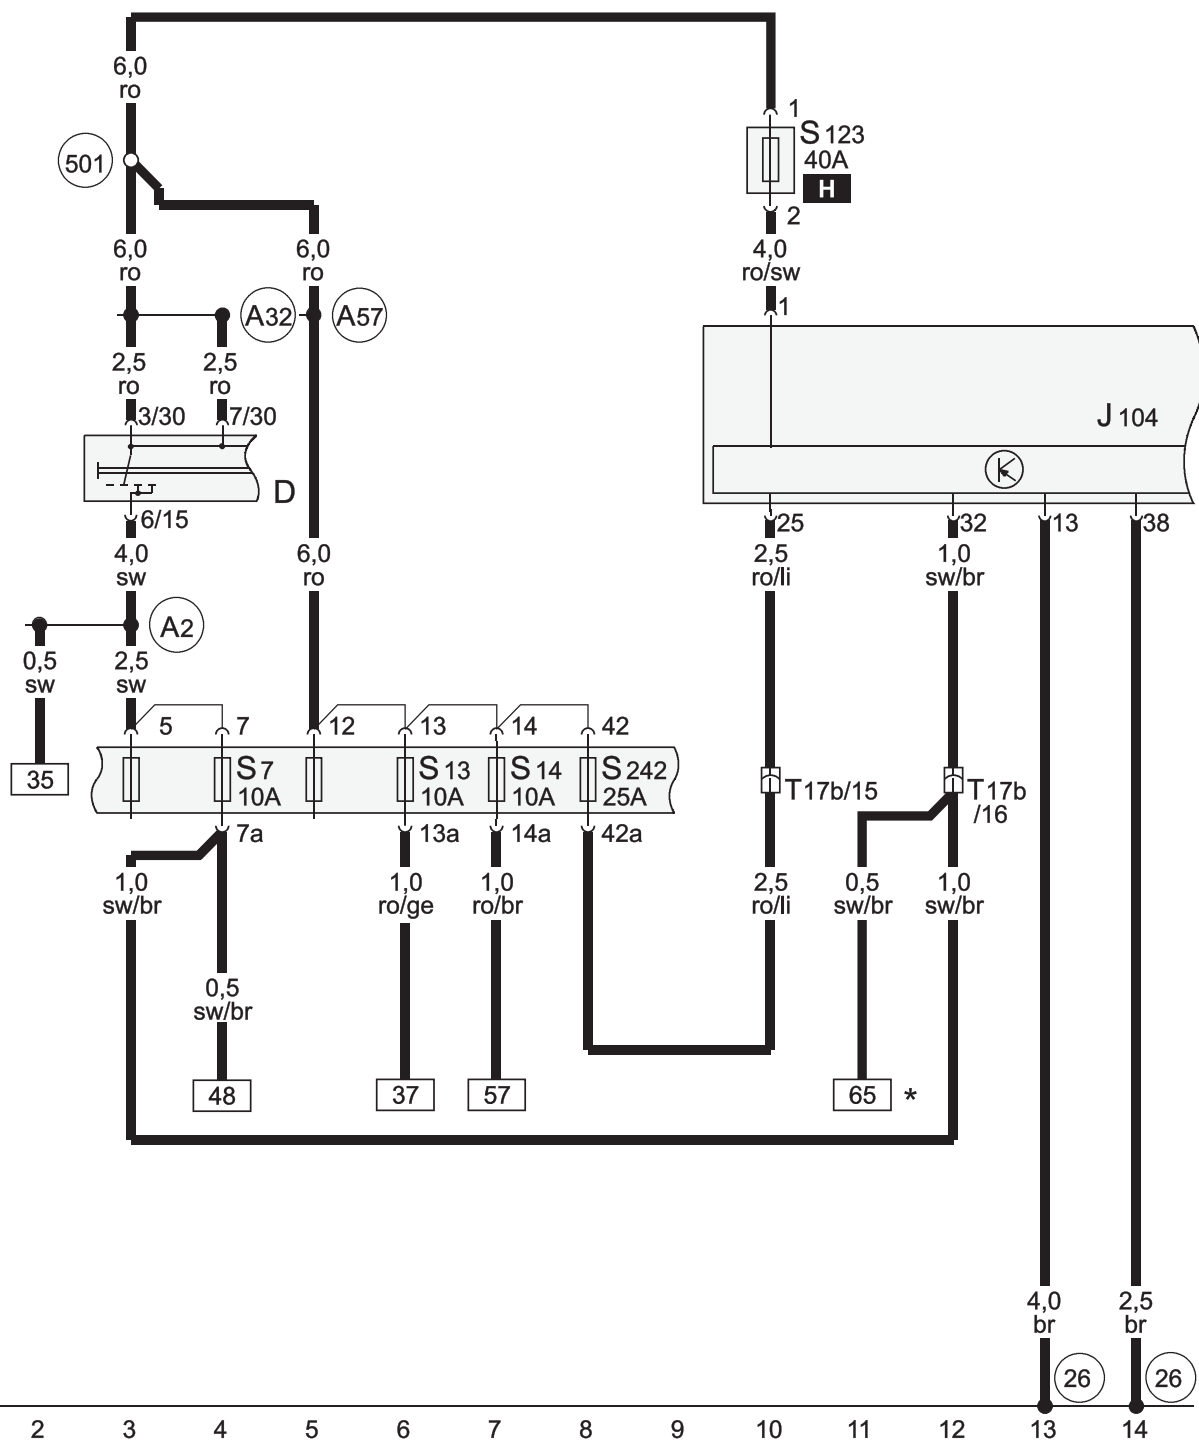 6,0
ro
1
S 123
40A
H
501
2
6,0
ro
6,0
ro
4,0
ro/sw
A32
A57
1
2,5
ro
2,5
ro
3/30
7/30
J 104
D
6/15
25
32
13
38
4,0
sw
6,0
ro
2,5
ro/li
1,0
sw/br
A2
0,5
sw
2,5
sw
5
7
12
13
14
42
35
S 7
10A
S 13
10A
S 14
10A
S 242
25A
T17b/15
T17b
/16
7a
13a
14a
42a
1,0
sw/br
1,0
ro/ge
1,0
ro/br
2,5
ro/li
0,5
sw/br
1,0
sw/br
0,5
sw/br
48
37
57
65 *
4,0
br
2,5
br
26
26
2 3 4 5 6 7 8 9 10 11 12 13 14